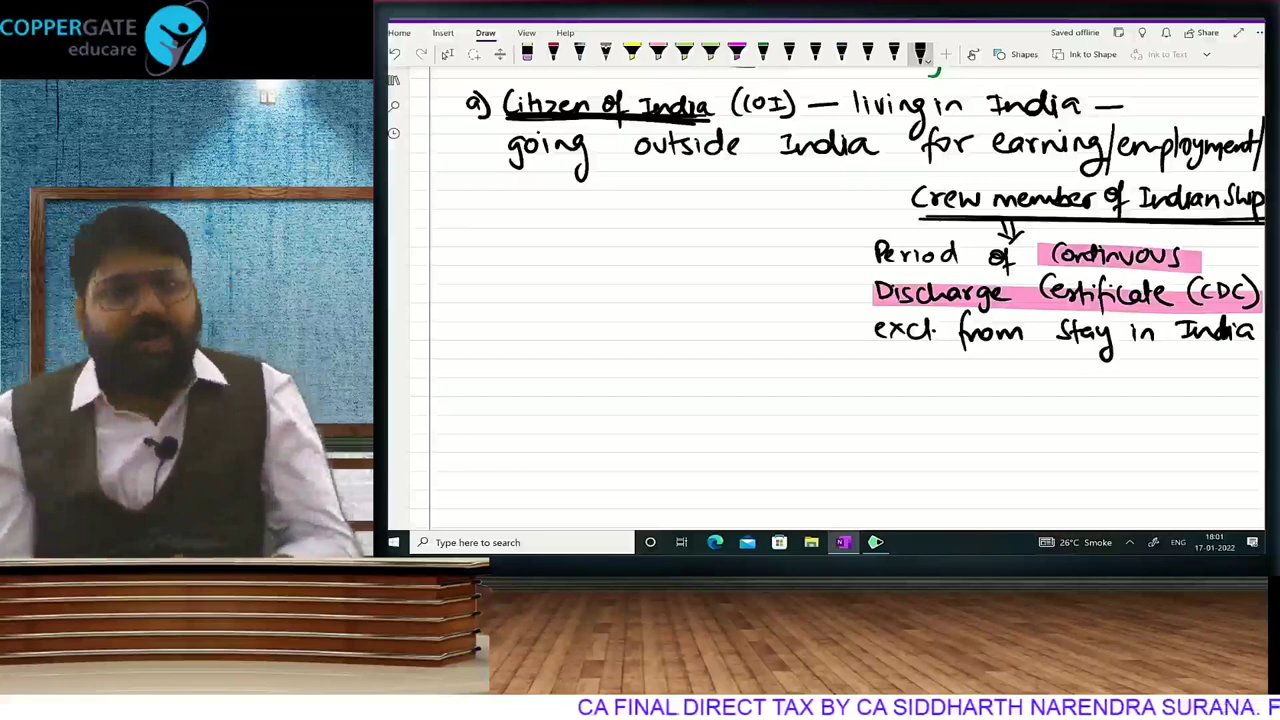 COPPERGATE
educare
Home Insert Draw View Help
Saved offline
Share
Shapes
Ink to Shape
Ink to Text
a) Citizen of India (COI) — living in India —
going outside India for earning/employment/
Crew member of Indian Ship
Period of Continuous
Discharge Certificate (CDC)
excl. from stay in India
Type here to search
26°C Smoke
ENG
18:01
17-01-2022
CA FINAL DIRECT TAX BY CA SIDDHARTH NARENDRA SURANA. F